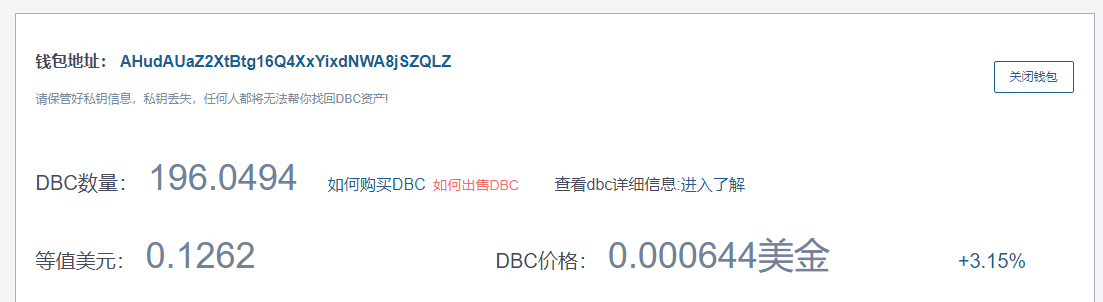 钱包地址： AHudAUaZ2XtBtg16Q4XxYixdNWA8jSZQLZ
关闭钱包
请保管好私钥信息，私钥丢失，任何人都将无法帮你找回DBC资产!
DBC数量： 196.0494 如何购买DBC 如何出售DBC 查看dbc详细信息:进入了解
等值美元： 0.1262 DBC价格： 0.000644美金 +3.15%